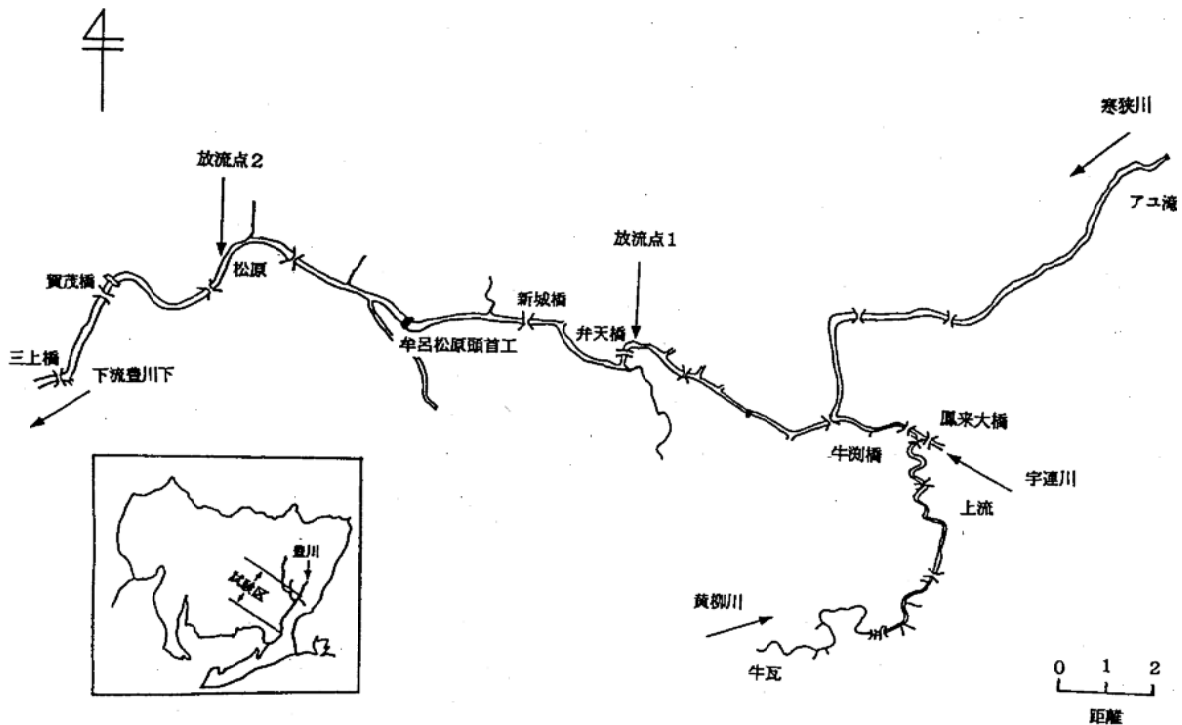 寒狭川
アユ滝
放流点2
放流点1
賀茂橋
松原
新城橋
弁天橋
牟呂松原頭首工
三上橋
下流豊川下
鳳来大橋
牛渕橋
宇連川
上流
豊川
試験区
黄柳川
牛瓦
0 1 2
距離